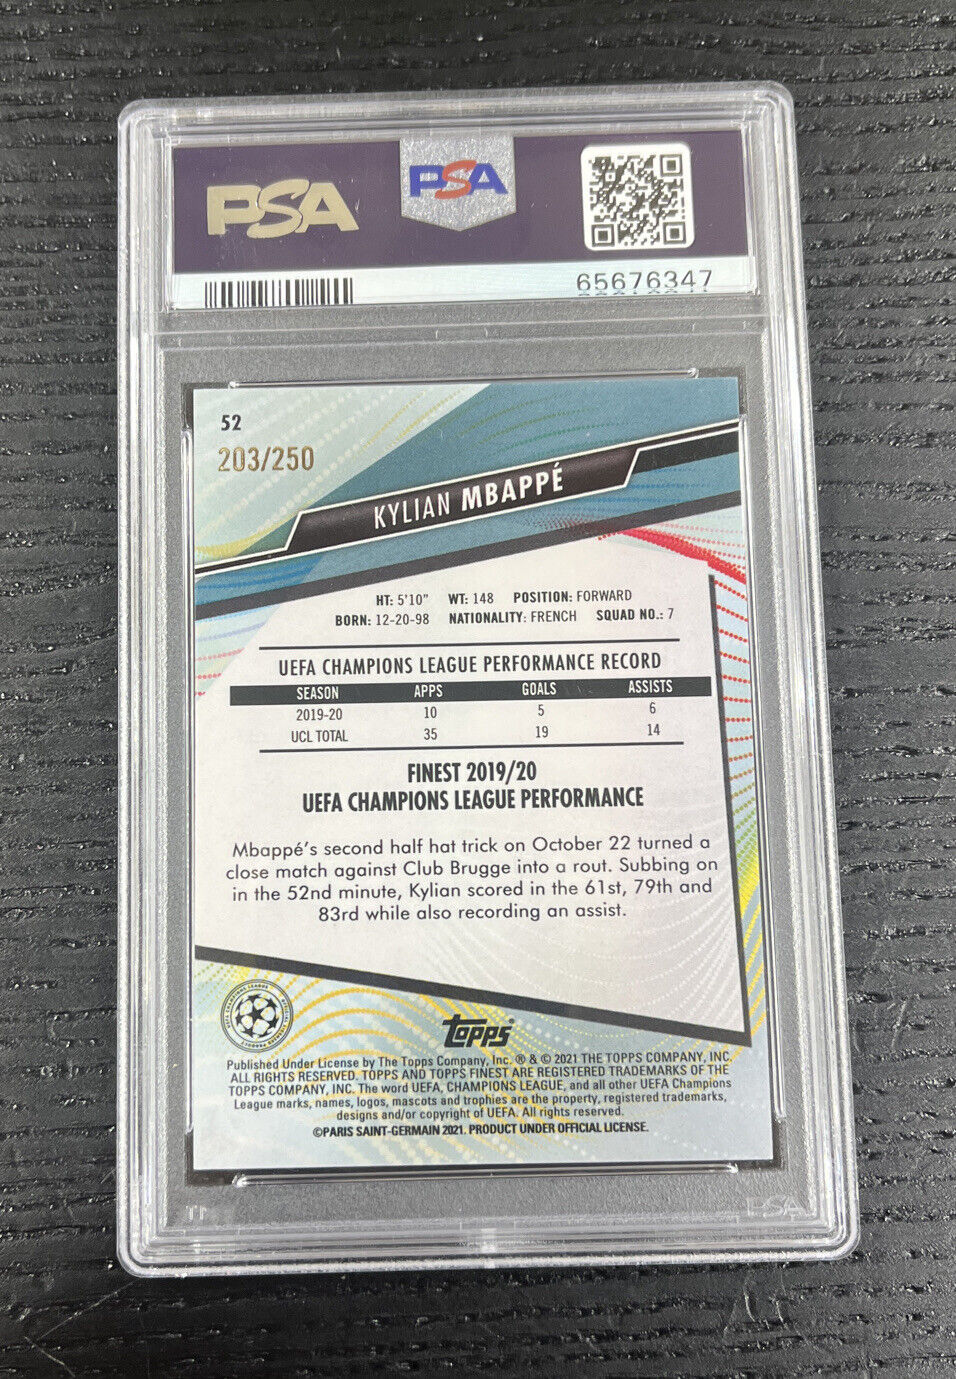 PSA
PSA
65676347
52
203/250
KYLIAN MBAPPÉ
HT: 5'10" WT: 148 POSITION: FORWARD
BORN: 12-20-98 NATIONALITY: FRENCH SQUAD NO.: 7
UEFA CHAMPIONS LEAGUE PERFORMANCE RECORD
SEASON APPS GOALS ASSISTS
2019-20 10 5 6
UCL TOTAL 35 19 14
FINEST 2019/20
UEFA CHAMPIONS LEAGUE PERFORMANCE
Mbappé's second half hat trick on October 22 turned a
close match against Club Brugge into a rout. Subbing on
in the 52nd minute, Kylian scored in the 61st, 79th and
83rd while also recording an assist.
topps
Published Under License by The Topps Company, Inc. ® & © 2021 THE TOPPS COMPANY, INC.
ALL RIGHTS RESERVED. TOPPS AND TOPPS FINEST ARE REGISTERED TRADEMARKS OF THE
TOPPS COMPANY, INC. The word UEFA, CHAMPIONS LEAGUE, and all other UEFA Champions
League marks, names, logos, mascots and trophies are the property, registered trademarks,
designs and/or copyright of UEFA. All rights reserved.
©PARIS SAINT-GERMAIN 2021. PRODUCT UNDER OFFICIAL LICENSE.
PSA